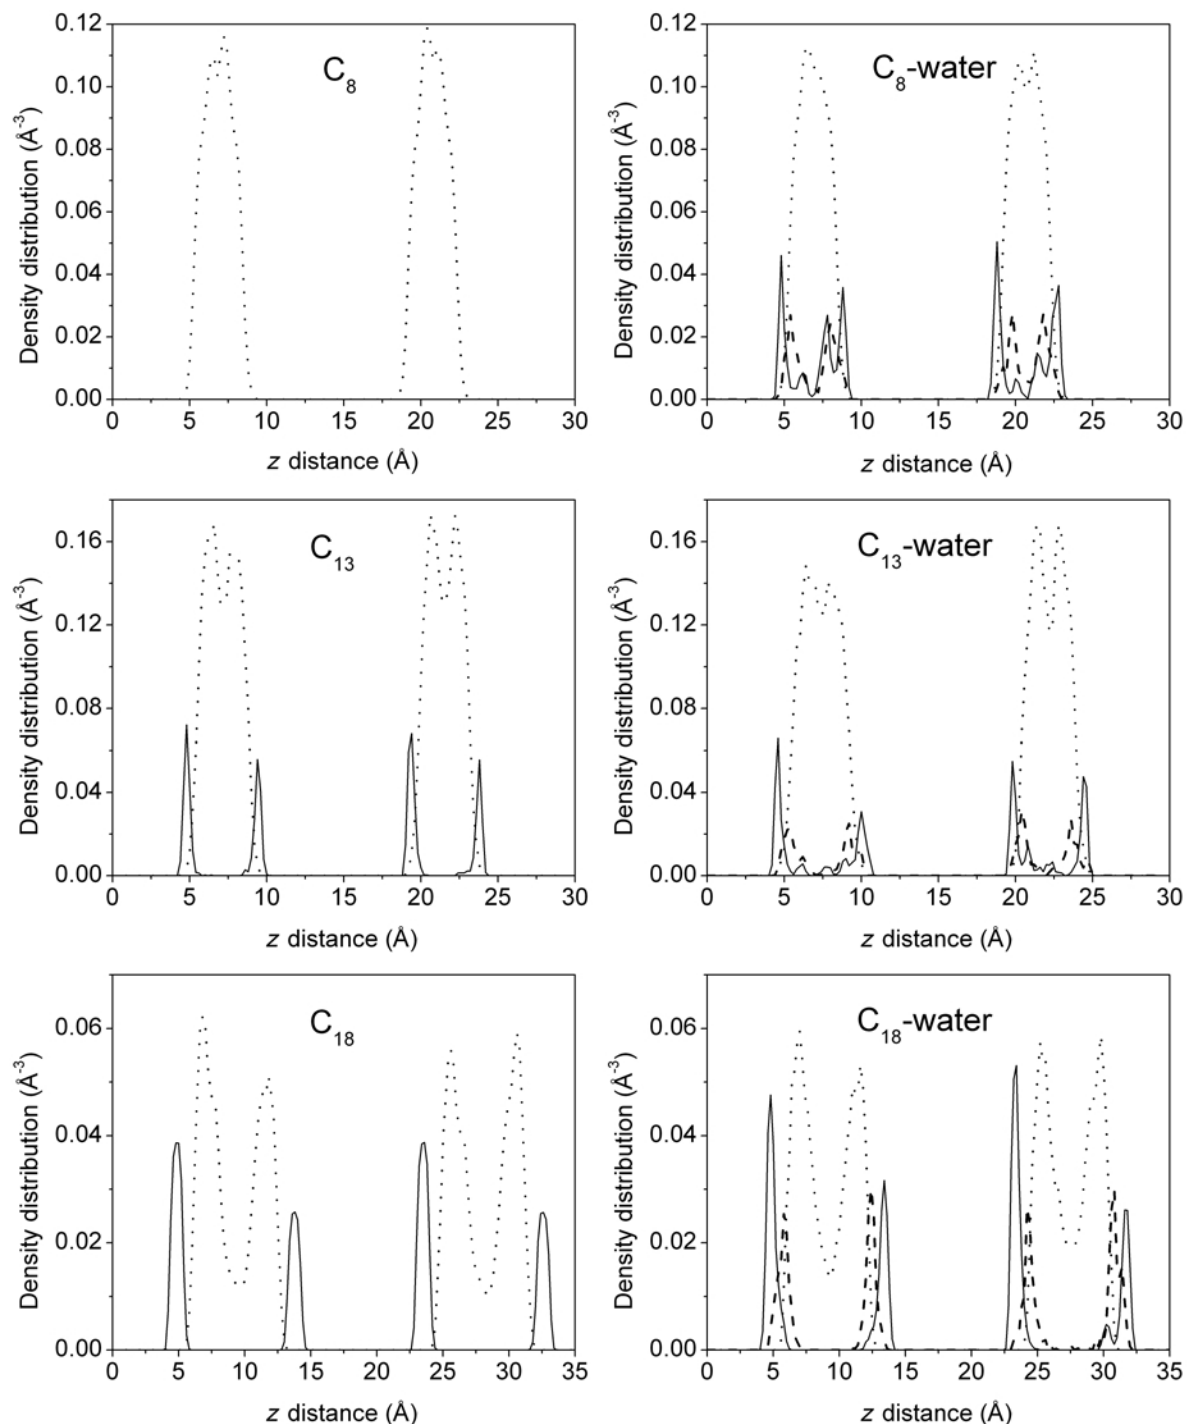 C8
Density distribution (Å-3)
0.12
0.10
0.08
0.06
0.04
0.02
0.00
0 5 10 15 20 25 30
z distance (Å)
C8-water
Density distribution (Å-3)
0.12
0.10
0.08
0.06
0.04
0.02
0.00
0 5 10 15 20 25 30
z distance (Å)
C13
Density distribution (Å-3)
0.16
0.12
0.08
0.04
0.00
0 5 10 15 20 25 30
z distance (Å)
C13-water
Density distribution (Å-3)
0.16
0.12
0.08
0.04
0.00
0 5 10 15 20 25 30
z distance (Å)
C18
Density distribution (Å-3)
0.06
0.04
0.02
0.00
0 5 10 15 20 25 30 35
z distance (Å)
C18-water
Density distribution (Å-3)
0.06
0.04
0.02
0.00
0 5 10 15 20 25 30 35
z distance (Å)